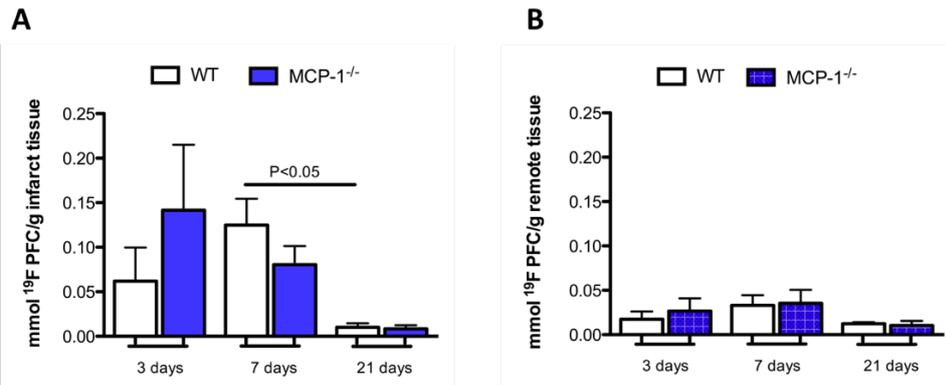 A
WT MCP-1-/-
mmol 19F PFC/g infarct tissue
0.25
0.20
0.15
0.10
0.05
0.00
P<0.05
3 days 7 days 21 days
B
WT MCP-1-/-
mmol 19F PFC/g remote tissue
0.25
0.20
0.15
0.10
0.05
0.00
3 days 7 days 21 days